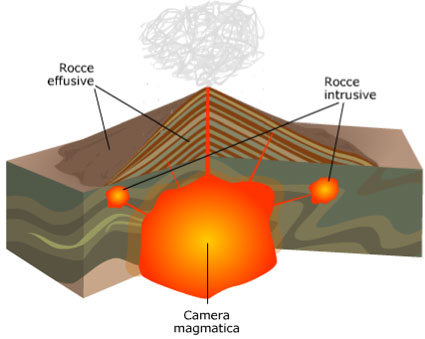 Rocce
effusive
Rocce
intrusive
Camera
magmatica